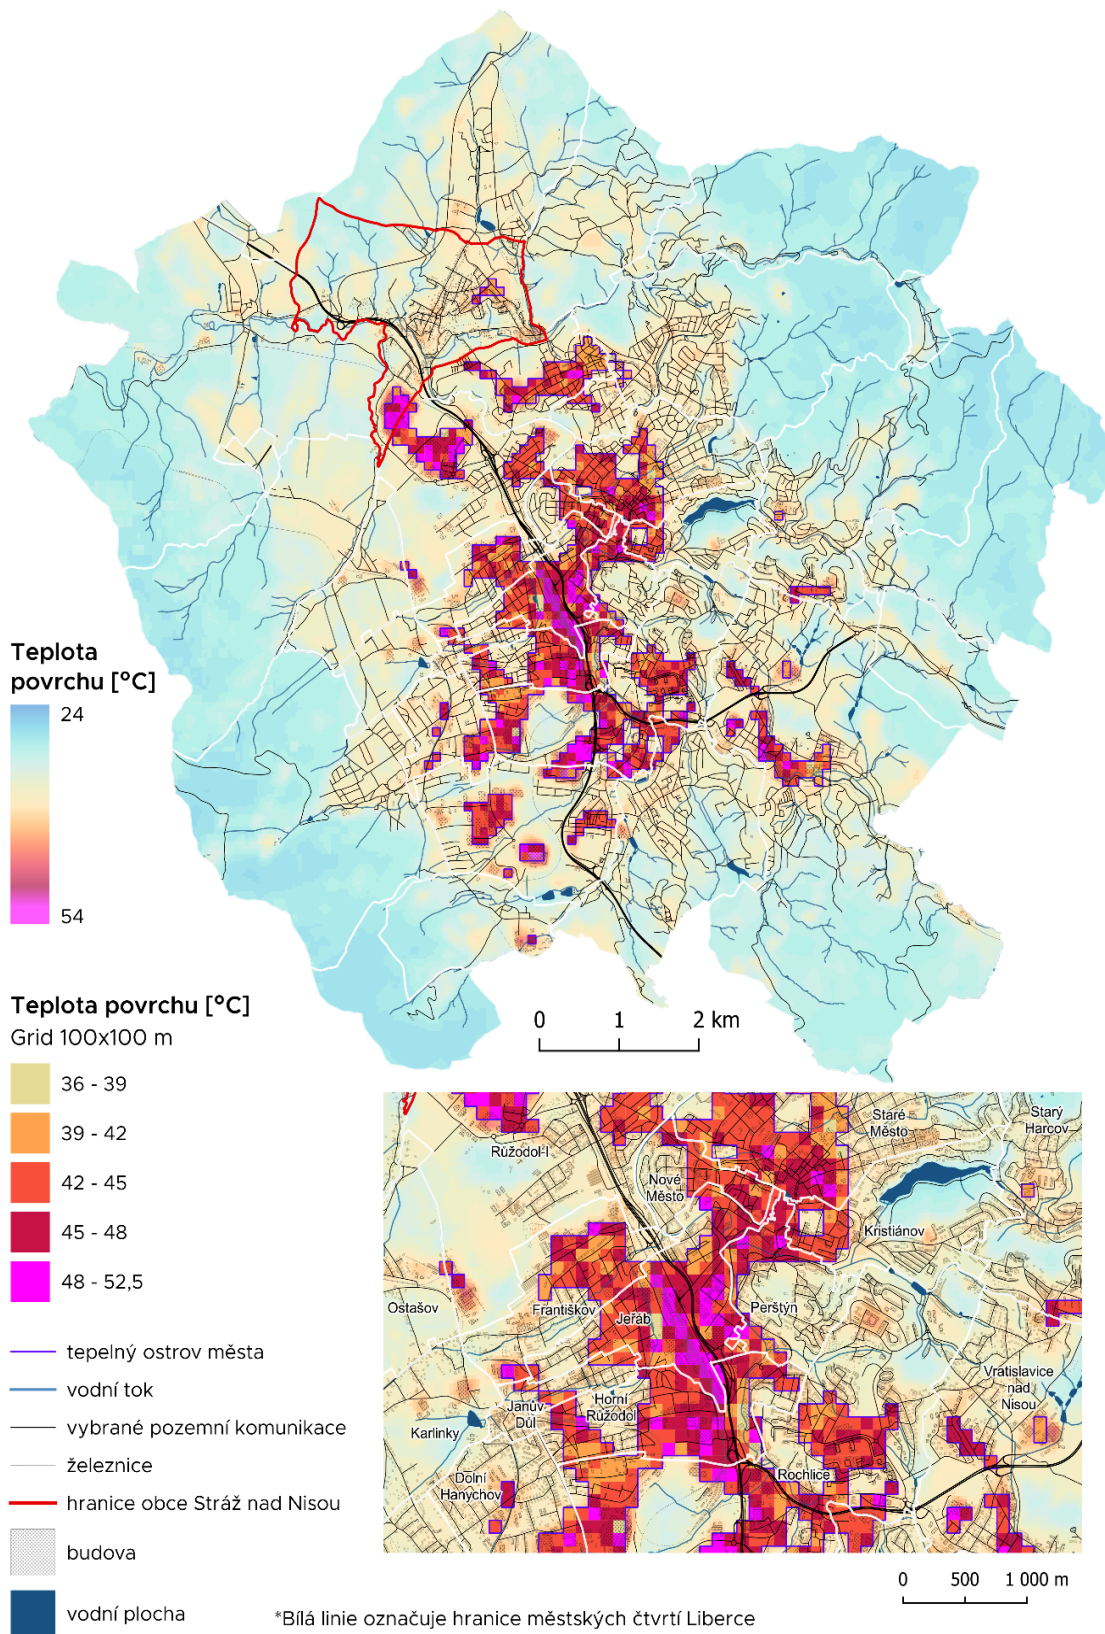 Teplota
povrchu [°C]
24
54
0 1 2 km
Teplota povrchu [°C]
Grid 100x100 m
36 - 39
39 - 42
42 - 45
45 - 48
48 - 52,5
tepelný ostrov města
vodní tok
vybrané pozemní komunikace
železnice
hranice obce Stráž nad Nisou
budova
vodní plocha
Staré
Město
Starý
Harcov
Růžodol-I
Nové
Město
Kristiánov
Ostašov
Františkov
Jeřáb
Perštýn
Vratislavice
nad
Nisou
Janův
Důl
Horní
Růžodol
Karlinky
Dolní
Hanychov
Rochlice
0 500 1 000 m
*Bílá linie označuje hranice městských čtvrtí Liberce